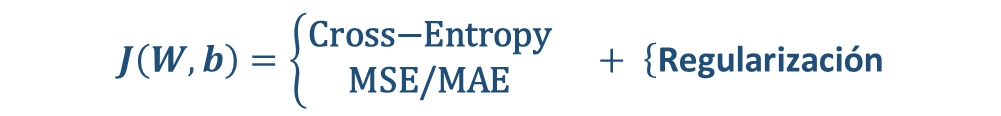 J(W, b) = { Cross−Entropy
MSE/MAE + {Regularización